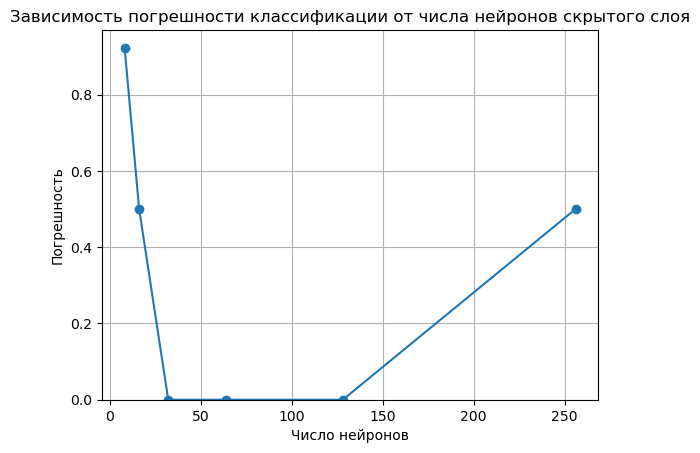 Зависимость погрешности классификации от числа нейронов скрытого слоя
Погрешность
0.8
0.6
0.4
0.2
0.0
0 50 100 150 200 250
Число нейронов